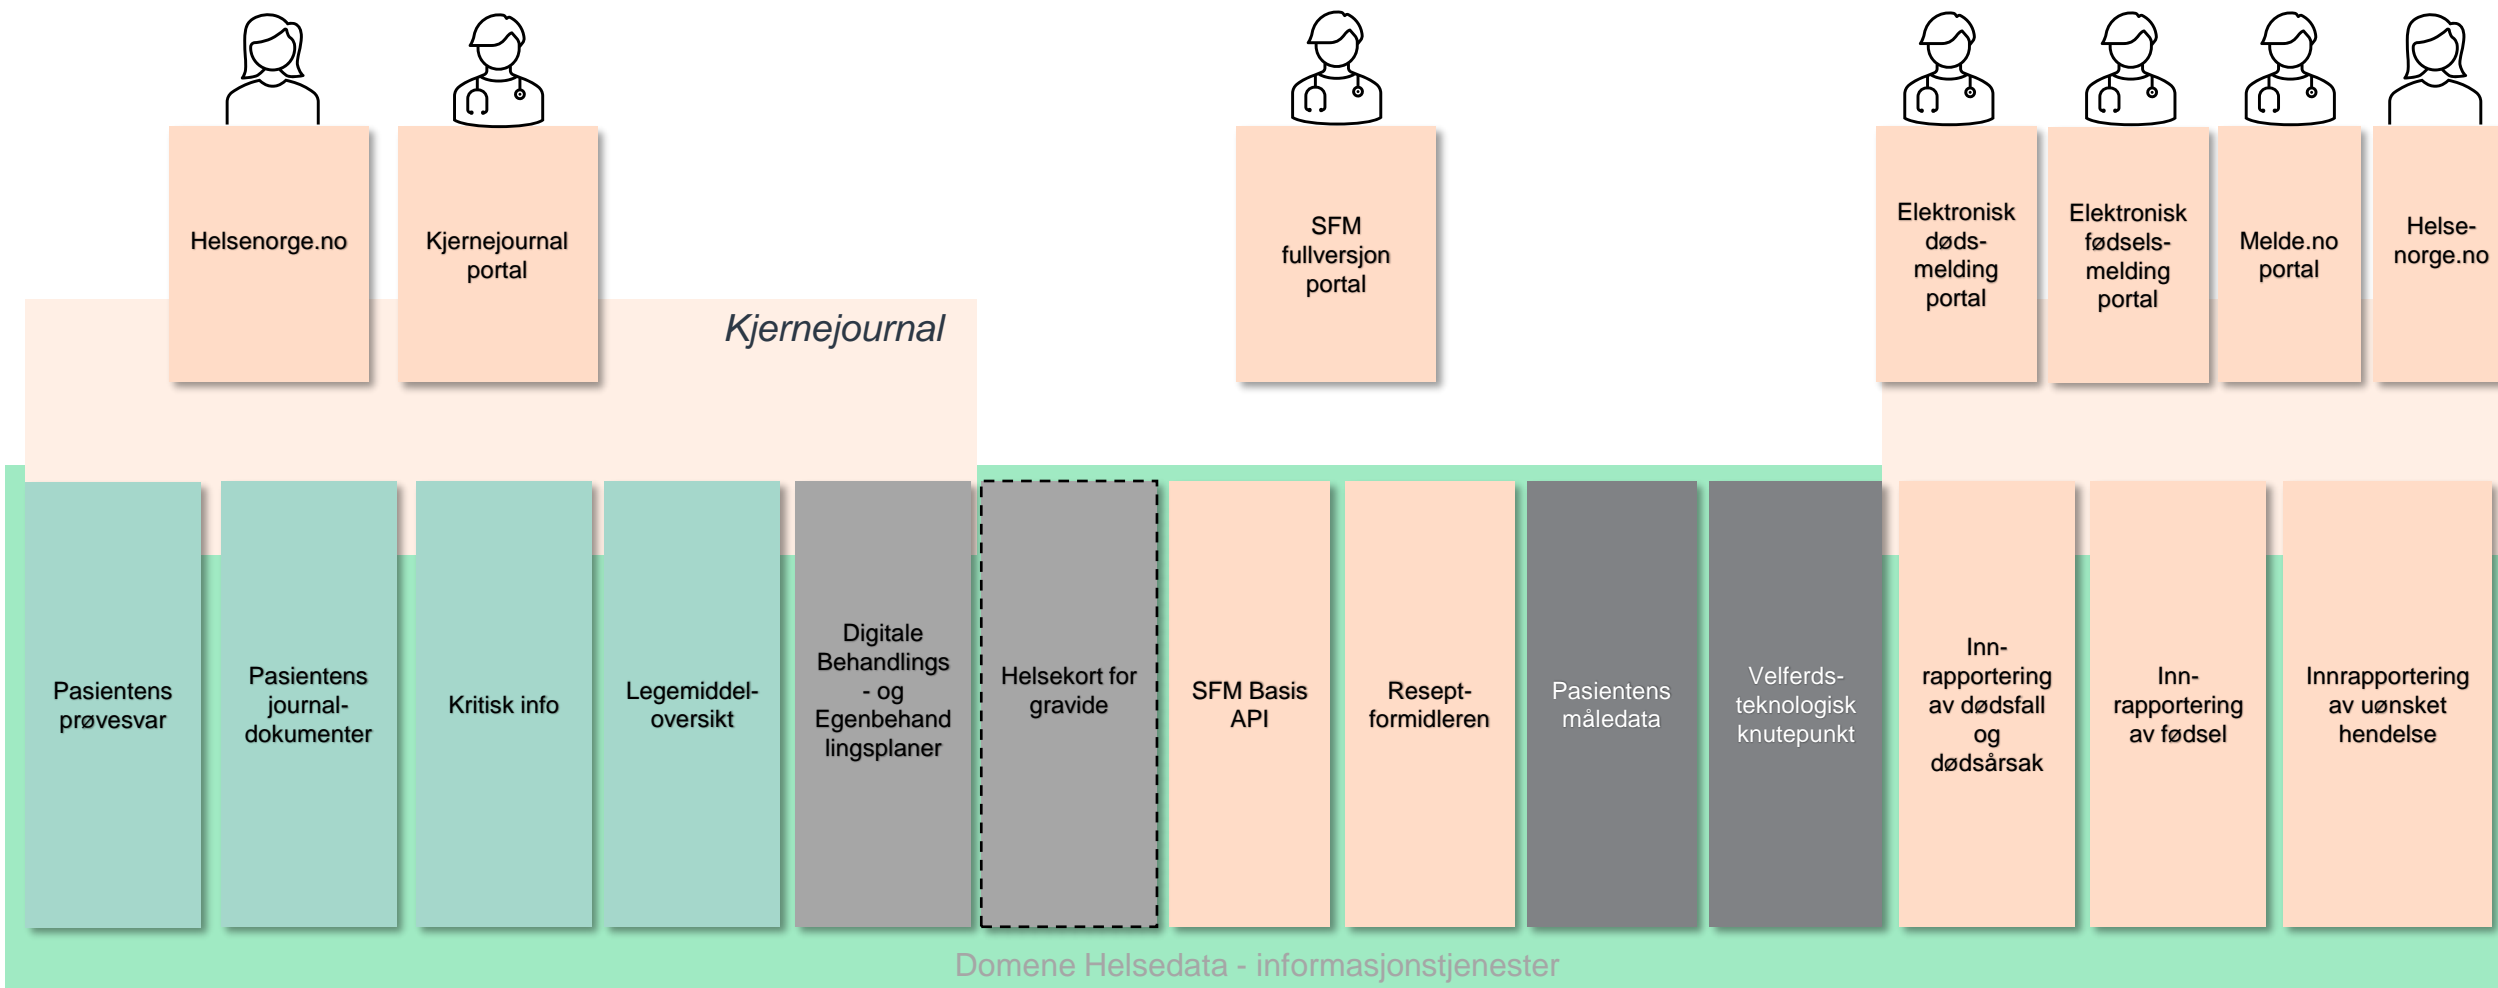 Helsenorge.no
Kjernejournal
portal
SFM
fullversjon
portal
Elektronisk
døds-
melding
portal
Elektronisk
fødsels-
melding
portal
Melde.no
portal
Helse-
norge.no
Kjernejournal
Pasientens
prøvesvar
Pasientens
journal-
dokumenter
Kritisk info
Legemiddel-
oversikt
Digitale
Behandlings
- og
Egenbehand
lingsplaner
Helsekort for
gravide
SFM Basis
API
Resept-
formidleren
Pasientens
måledata
Velferds-
teknologisk
knutepunkt
Inn-
rapportering
av dødsfall
og
dødsårsak
Inn-
rapportering
av fødsel
Innrapportering
av uønsket
hendelse
Domene Helsedata - informasjonstjenester